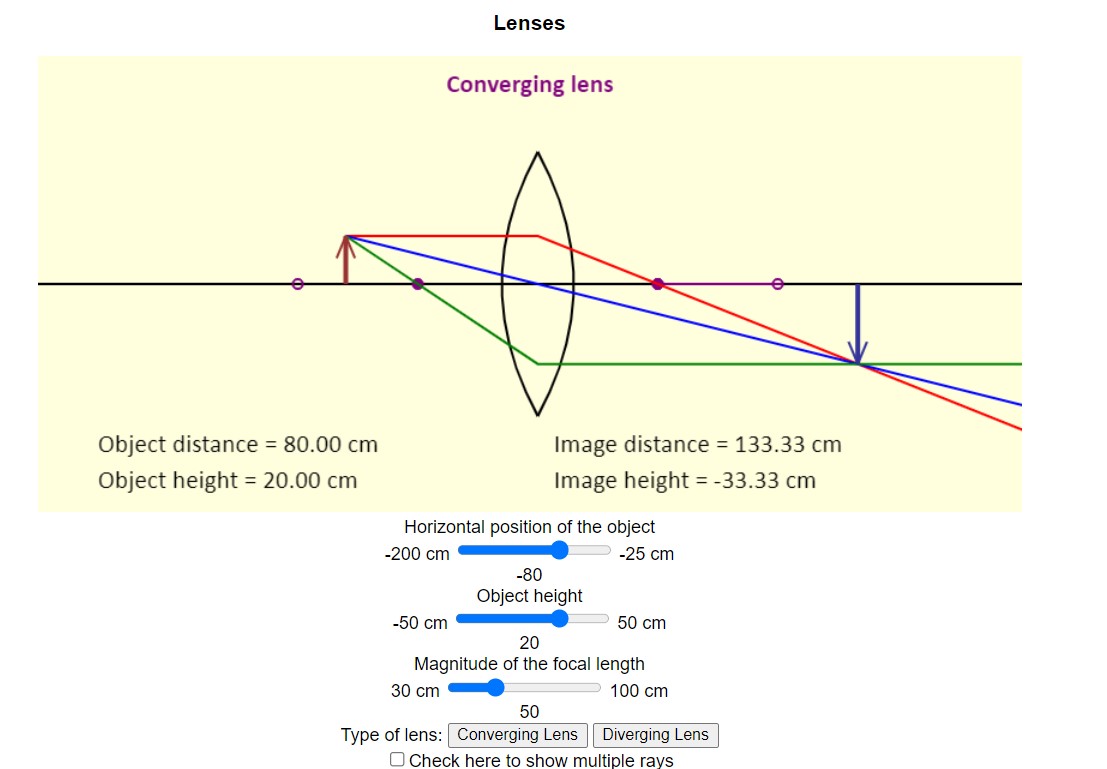 Lenses
Converging lens
Object distance = 80.00 cm
Image distance = 133.33 cm
Object height = 20.00 cm
Image height = -33.33 cm
Horizontal position of the object
-200 cm -25 cm
-80
Object height
-50 cm 50 cm
20
Magnitude of the focal length
30 cm 100 cm
50
Type of lens: Converging Lens Diverging Lens
Check here to show multiple rays